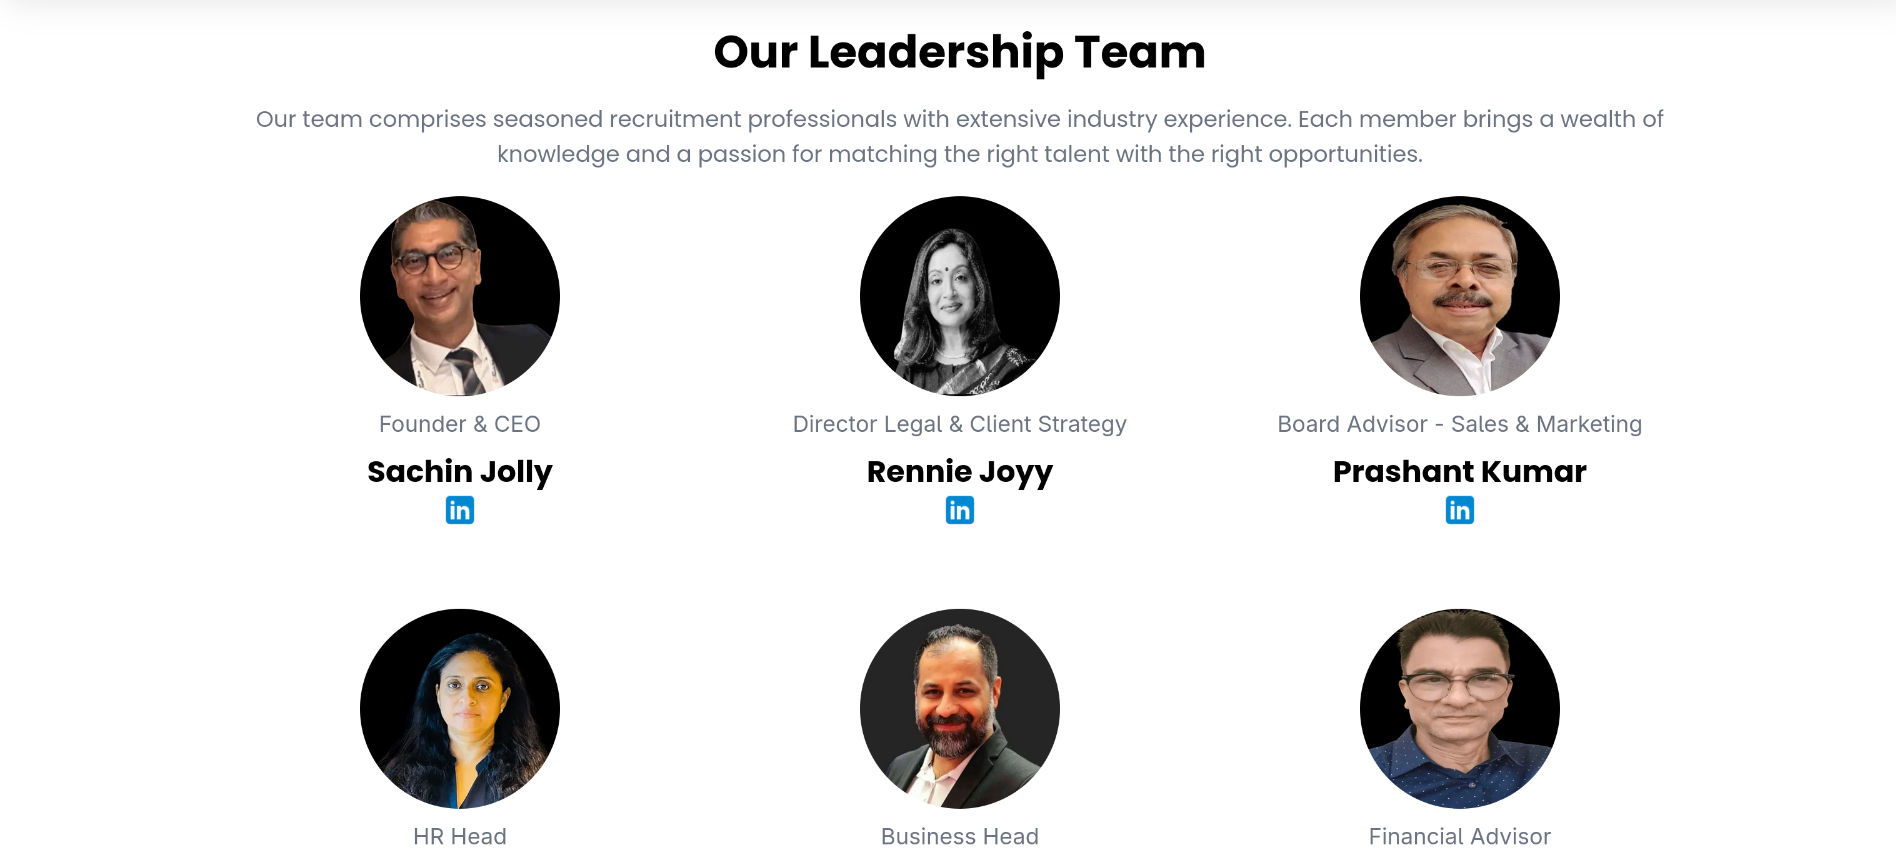 Our Leadership Team
Our team comprises seasoned recruitment professionals with extensive industry experience. Each member brings a wealth of
knowledge and a passion for matching the right talent with the right opportunities.
Founder & CEO
Sachin Jolly
in
Director Legal & Client Strategy
Rennie Joyy
in
Board Advisor - Sales & Marketing
Prashant Kumar
in
HR Head
Business Head
Financial Advisor